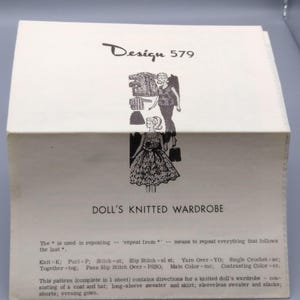 Design 579
DOLL'S KNITTED WARDROBE
The * is used in repeating -- "repeat from *" -- means to repeat everything that follows
the last *.
Knit-K; Purl-P; Stitch-st; Slip Stitch-sl st; Yarn Over-YO; Single Crochet-sc;
Together-tog; Pass Slip Stitch Over-PSSO; Main Color-mc; Contrasting Color-cc.
This pattern (complete in 1 sheet) contains directions for a knitted doll's wardrobe - con-
sisting of a coat and hat; long-sleeve sweater and skirt; sleeveless sweater and slacks;
shorts; evening gown.